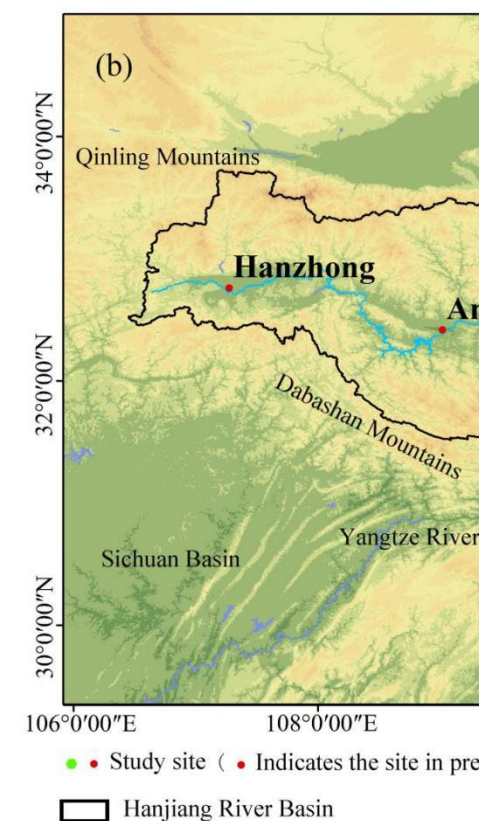 (b)
34°0′00″N
Qinling Mountains
Hanzhong
An
32°0′00″N
Dabashan Mountains
Yangtze River
Sichuan Basin
30°0′00″N
106°0′00″E 108°0′00″E
Study site ( Indicates the site in pre
Hanjiang River Basin